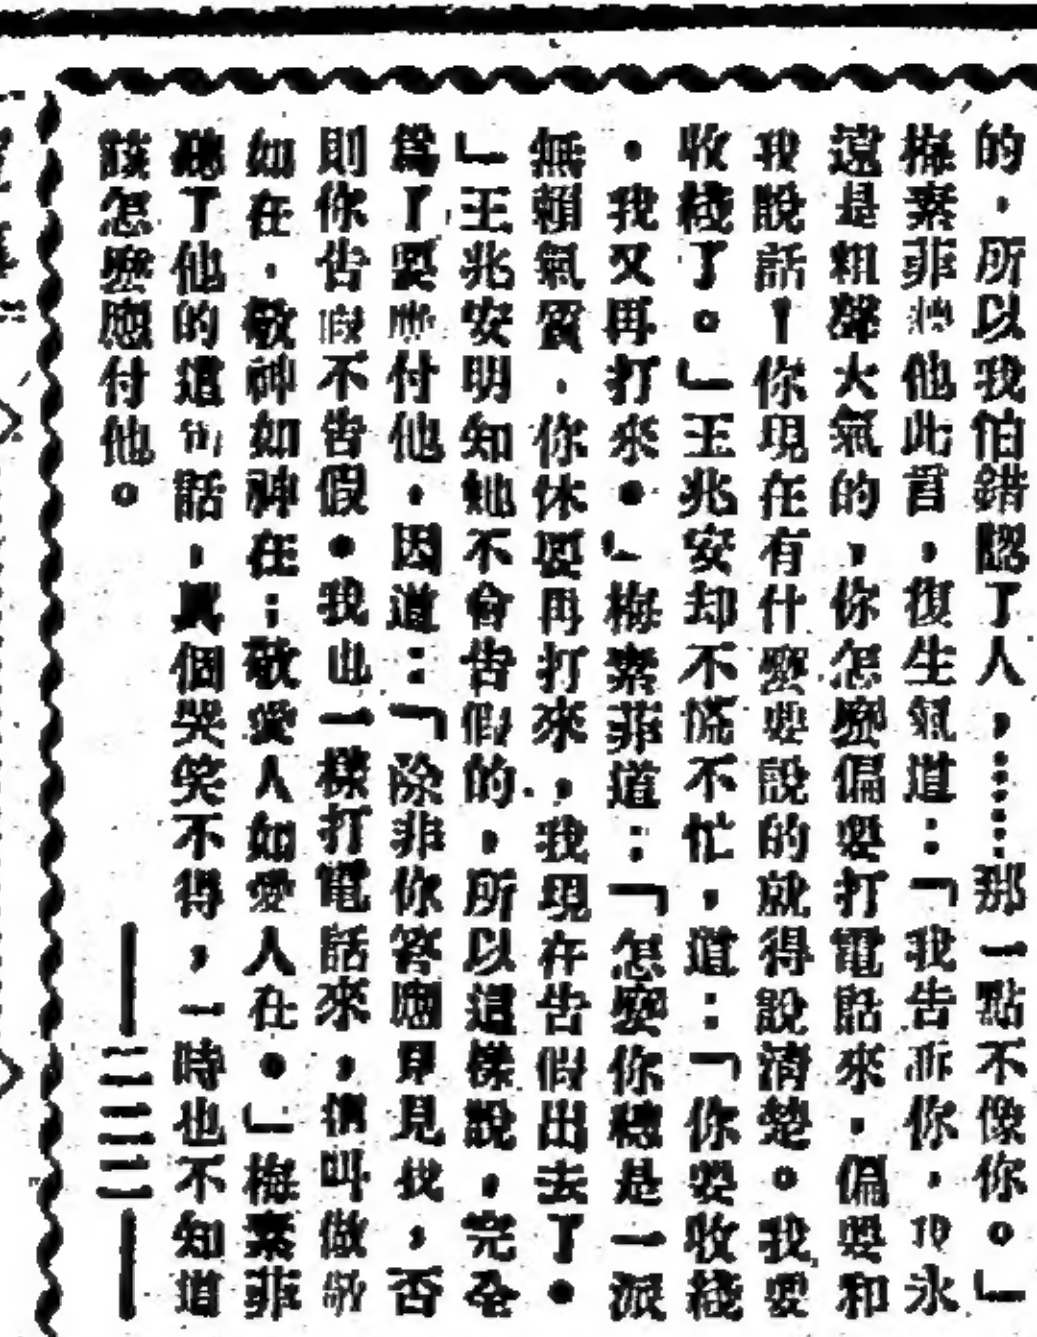 的，所以我怕錯認了人，……那一點不像你。」
梅素菲聽他此言，復生氣道：「我告訴你，我永
遠是粗聲大氣的，你怎麼偏要打電話來，偏要和
我說話！你現在有什麼要說的就得說清楚。我要
收綫了。」王兆安却不慌不忙，道：「你要收綫
，我又再打來。」梅素菲道：「怎麼你總是一派
無賴氣質，你休要再打來，我現在告假出去了。
」王兆安明知她不會告假的，所以這樣說，完全
爲了要應付他，因道：「除非你答應見見我，否
則你告假不告假。我也一樣打電話來，這叫做敬
如在，敬神如神在；敬愛人如愛人在。」梅素菲
聽了他的這句話，眞個哭笑不得，一時也不知道
該怎麼應付他。
——二二二——